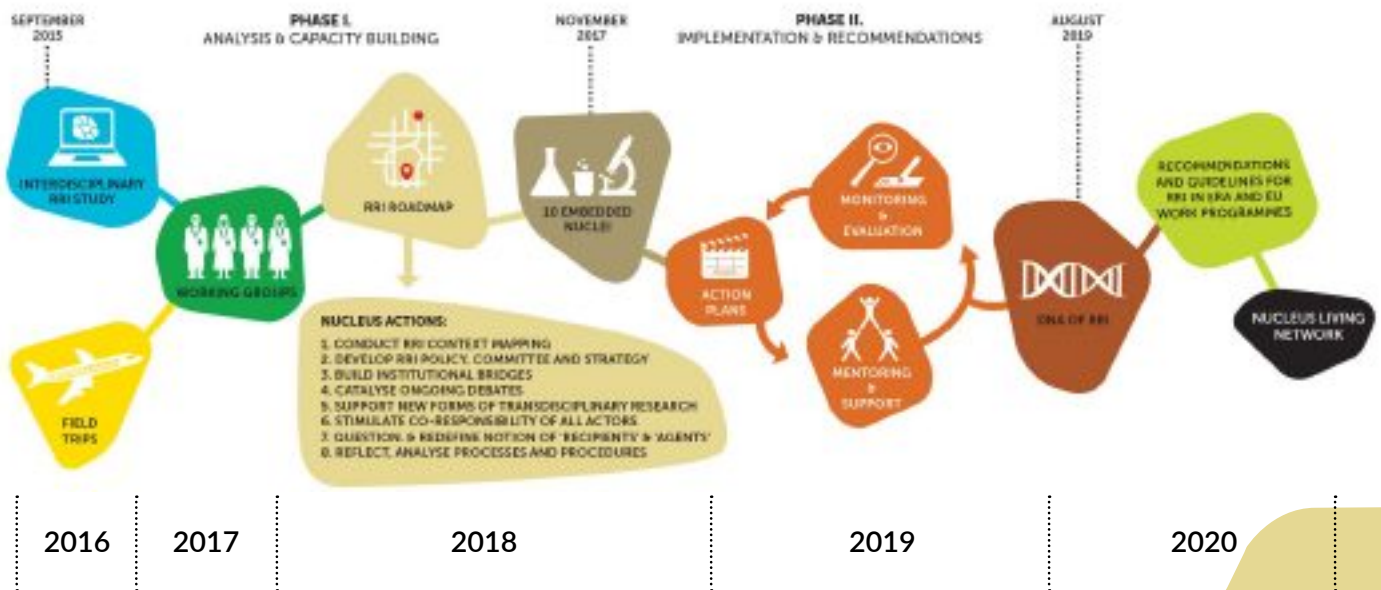 SEPTEMBER
2015
PHASE I.
ANALYSIS & CAPACITY BUILDING
NOVEMBER
2017
PHASE II.
IMPLEMENTATION & RECOMMENDATIONS
AUGUST
2019
INTERDISCIPLINARY
RRI STUDY
WORKING GROUPS
FIELD
TRIPS
RRI ROADMAP
10 EMBEDDED
NUCLEI
NUCLEUS ACTIONS:
1. CONDUCT RRI CONTEXT MAPPING
2. DEVELOP RRI POLICY, COMMITTEE AND STRATEGY
3. BUILD INSTITUTIONAL BRIDGES
4. CATALYSE ONGOING DEBATES
5. SUPPORT NEW FORMS OF TRANSDISCIPLINARY RESEARCH
6. STIMULATE CO-RESPONSIBILITY OF ALL ACTORS
7. QUESTION & REDEFINE NOTION OF 'RECIPIENTS' & 'AGENTS'
8. REFLECT, ANALYSE PROCESSES AND PROCEDURES
ACTION
PLANS
MONITORING
&
EVALUATION
MENTORING
&
SUPPORT
DNA OF RRI
RECOMMENDATIONS
AND GUIDELINES FOR
RRI IN ERA AND EU
WORK PROGRAMMES
NUCLEUS LIVING
NETWORK
2016
2017
2018
2019
2020